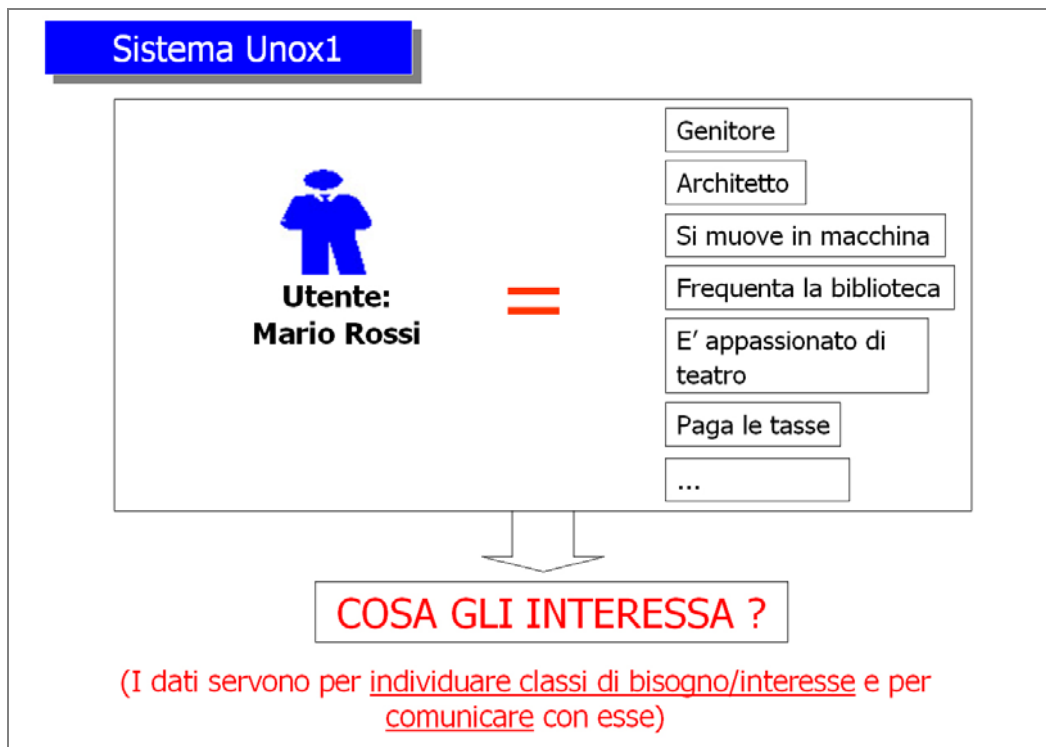 Sistema Unox1
Genitore
Architetto
Si muove in macchina
Frequenta la biblioteca
E' appassionato di
teatro
Paga le tasse
...
Utente:
Mario Rossi
=
COSA GLI INTERESSA ?
(I dati servono per individuare classi di bisogno/interesse e per
comunicare con esse)